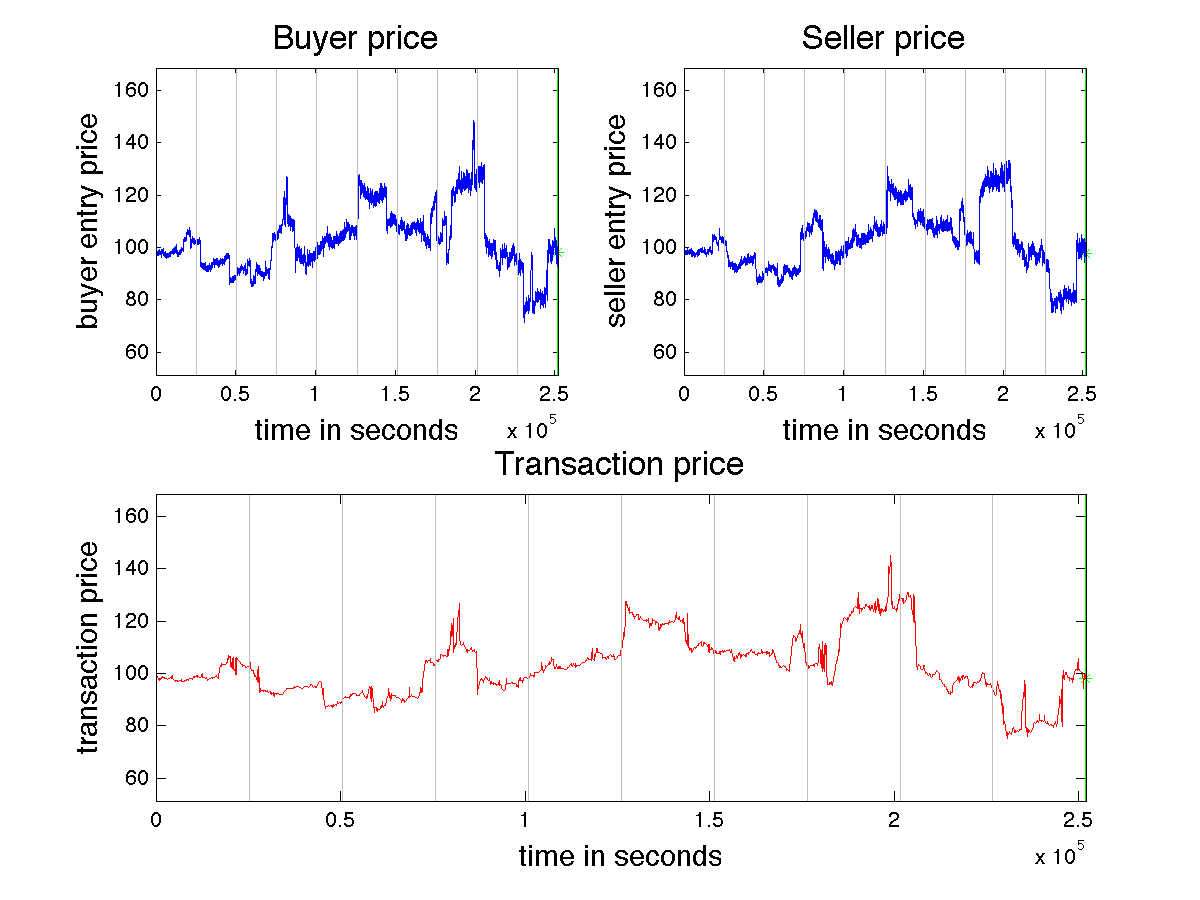 Buyer price
buyer entry price
160
140
120
100
80
60
0 0.5 1 1.5 2 2.5
time in seconds
x 10^5
Seller price
seller entry price
160
140
120
100
80
60
0 0.5 1 1.5 2 2.5
time in seconds
x 10^5
Transaction price
transaction price
160
140
120
100
80
60
0 0.5 1 1.5 2 2.5
time in seconds
x 10^5